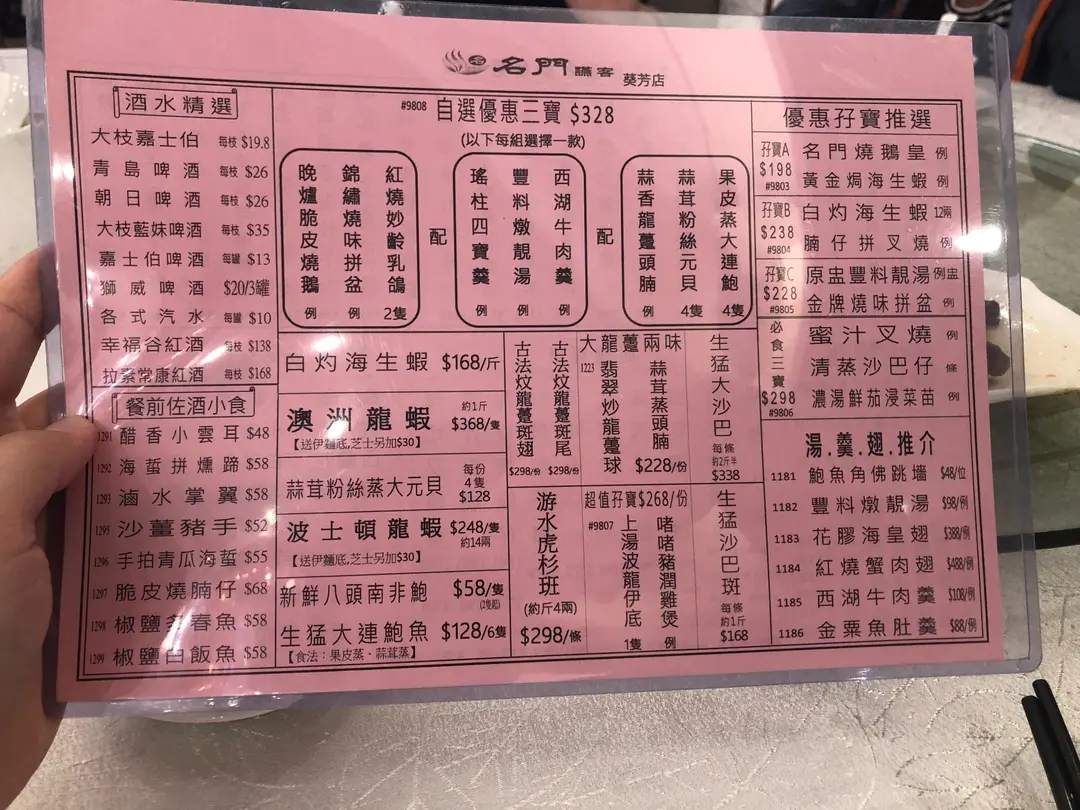 名門 讌客 葵芳店
酒水精選
大枝嘉士伯 每枝 $19.8
青島啤酒 每枝 $26
朝日啤酒 每枝 $26
大枝藍妹啤酒 每枝 $35
嘉士伯啤酒 每罐 $13
獅威啤酒 $20/3罐
各式汽水 每罐 $10
幸福谷紅酒 每枝 $138
拉素常康紅酒 每枝 $168
餐前佐酒小食
1291 醋香小雲耳 $48
1292 海蜇拼燻蹄 $58
1293 滷水掌翼 $58
1295 沙薑豬手 $52
1296 手拍青瓜海蜇 $55
1297 脆皮燒腩仔 $68
1298 椒鹽多春魚 $58
1299 椒鹽白飯魚 $58
#9808 自選優惠三寶 $328
(以下每組選擇一款)
紅燒妙齡乳鴿 2隻
錦繡燒味拼盆 例
晚爐脆皮燒鵝 例
配
西湖牛肉羹 例
豐料燉靚湯 例
瑤柱四寶羹 例
配
果皮蒸大連鮑 4隻
蒜茸粉絲元貝 4隻
蒜香龍躉頭腩 例
白灼海生蝦 $168/斤
澳洲龍蝦 約1斤 $368/隻
【送伊麵底,芝士另加$30】
蒜茸粉絲蒸大元貝 每份 4隻 $128
波士頓龍蝦 $248/隻 約14兩
【送伊麵底,芝士另加$30】
新鮮八頭南非鮑 $58/隻
(2隻起)
生猛大連鮑魚 $128/6隻
【食法：果皮蒸、蒜茸蒸】
古法炆龍躉尾 $298/份
古法炆龍躉斑翅 $298/份
大龍躉兩味
1223
蒜茸蒸頭腩
翡翠炒龍躉球
$228/份
生猛大沙巴 每條 約2斤半 $338
游水虎杉班
(約斤4兩)
$298/條
超值孖寶$268/份
#9807
啫啫豬潤雞煲 例
上湯波龍伊底 1隻
生猛沙巴斑 每條 約1斤 $168
優惠孖寶推選
孖寶A $198 #9803
名門燒鵝皇 例
黃金焗海生蝦 例
孖寶B $238 #9804
白灼海生蝦 12兩
腩仔拼叉燒 例
孖寶C $228 #9805
原盅豐料靚湯 例盅
金牌燒味拼盆 例
必食三寶 $298 #9806
蜜汁叉燒 例
清蒸沙巴仔 條
濃湯鮮茄浸菜苗 例
湯.羹.翅.推介
1181 鮑魚角佛跳墻 $48/位
1182 豐料燉靚湯 $98/例
1183 花膠海皇翅 $388/例
1184 紅燒蟹肉翅 $488/例
1185 西湖牛肉羹 $108/例
1186 金粟魚肚羹 $88/例